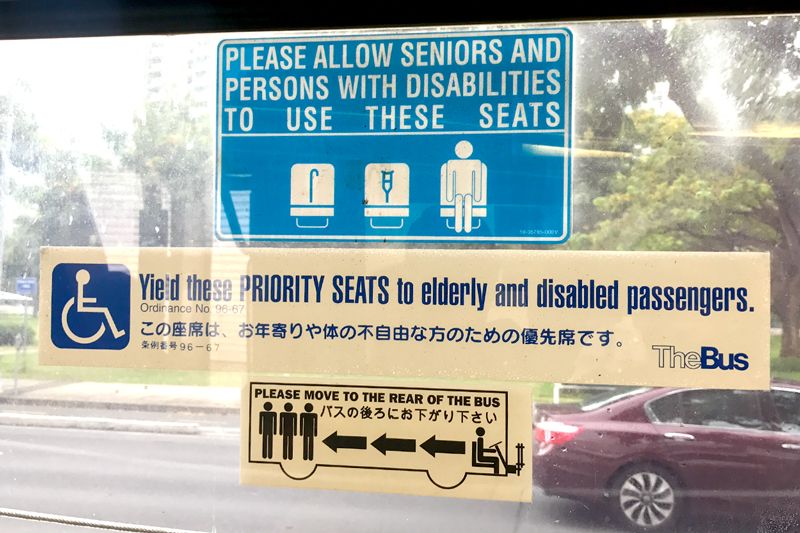 PLEASE ALLOW SENIORS AND
PERSONS WITH DISABILITIES
TO USE THESE SEATS
Yield these PRIORITY SEATS to elderly and disabled passengers.
Ordinance No. 96-67
この座席は、お年寄りや体の不自由な方のための優先席です。
条例番号96-67
TheBus
PLEASE MOVE TO THE REAR OF THE BUS
バスの後ろにお下がり下さい